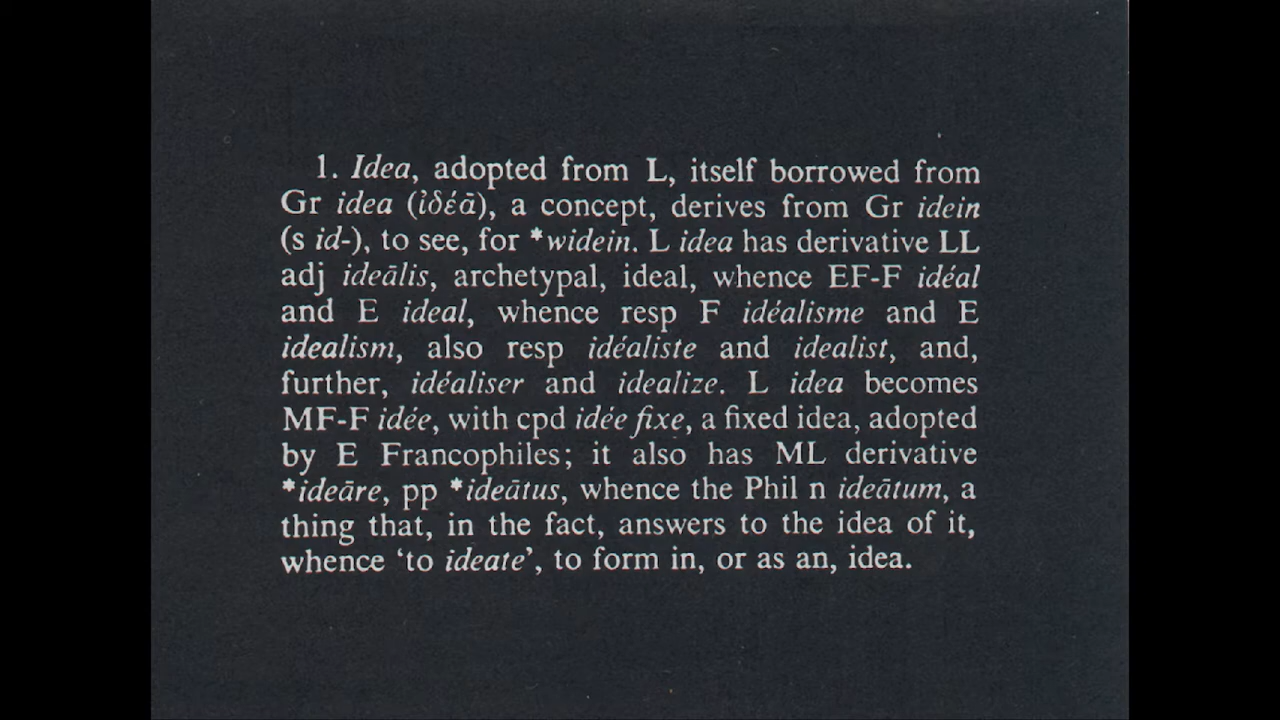 1. Idea, adopted from L, itself borrowed from
Gr idea (ἰδέᾱ), a concept, derives from Gr idein
(s id-), to see, for *widein. L idea has derivative LL
adj ideālis, archetypal, ideal, whence EF-F idéal
and E ideal, whence resp F idéalisme and E
idealism, also resp idéaliste and idealist, and,
further, idéaliser and idealize. L idea becomes
MF-F idée, with cpd idée fixe, a fixed idea, adopted
by E Francophiles; it also has ML derivative
*ideāre, pp *ideātus, whence the Phil n ideātum, a
thing that, in the fact, answers to the idea of it,
whence ‘to ideate’, to form in, or as an, idea.